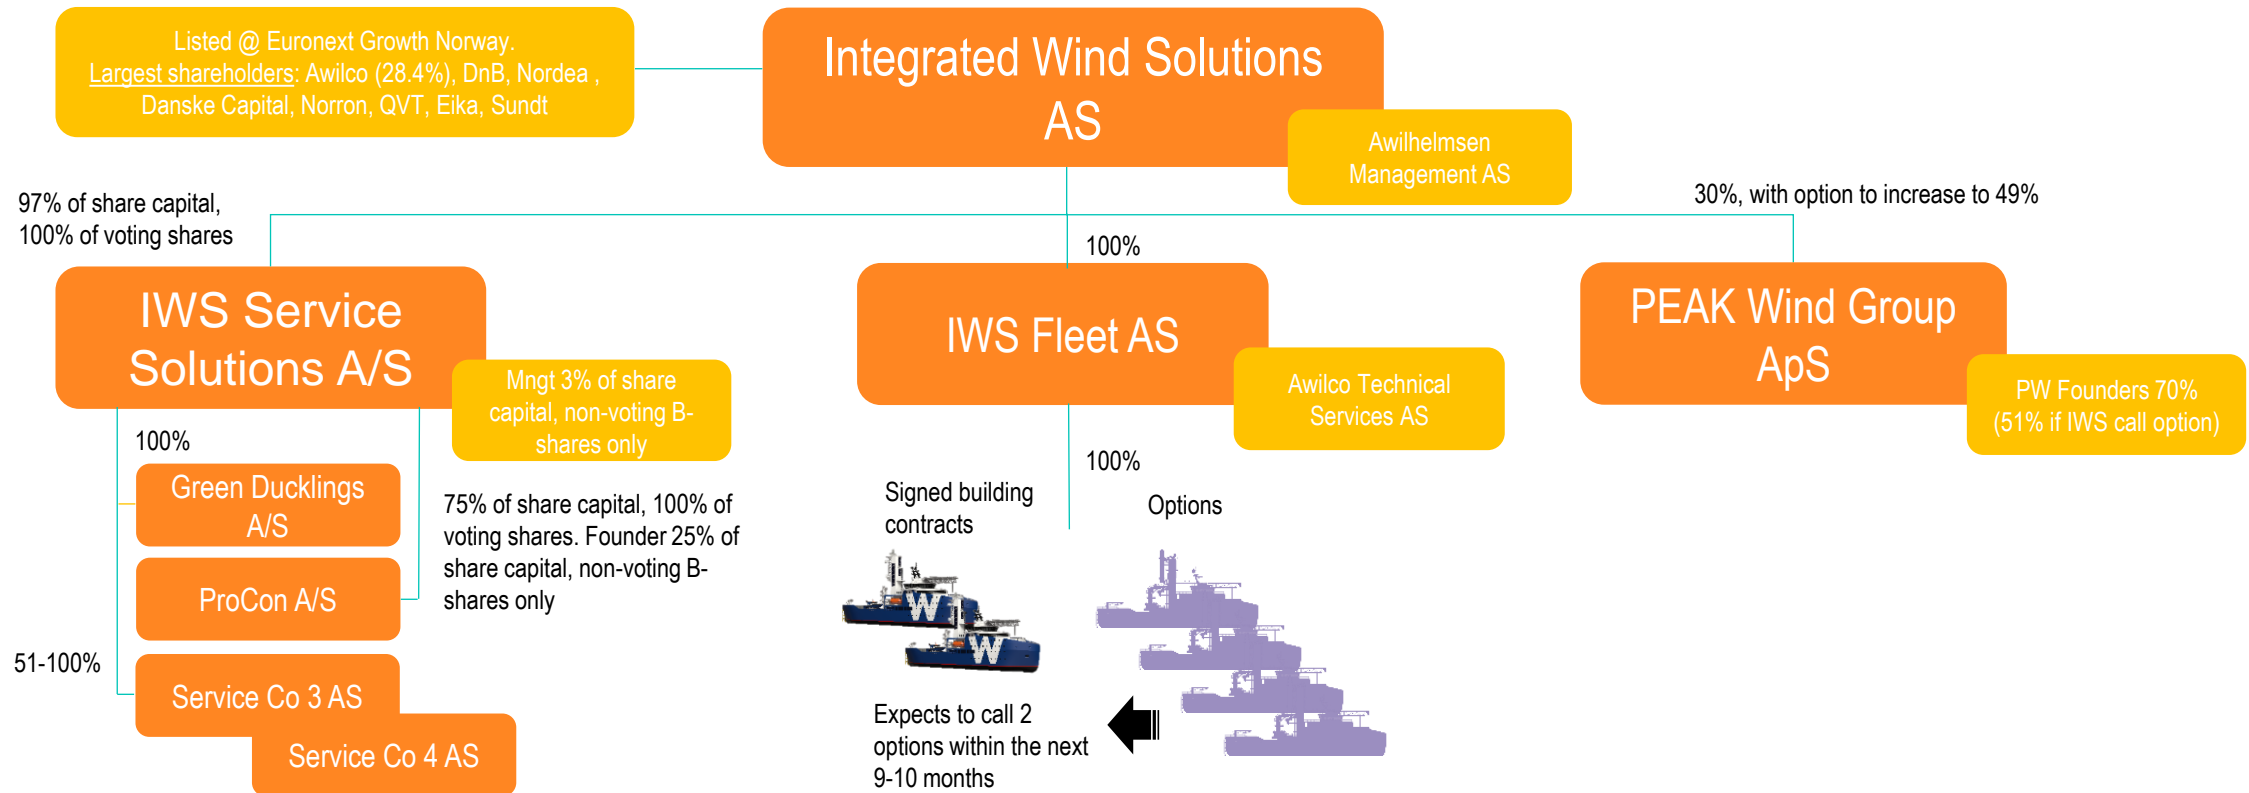 Listed @ Euronext Growth Norway.
Largest shareholders: Awilco (28.4%), DnB, Nordea ,
Danske Capital, Norron, QVT, Eika, Sundt
Integrated Wind Solutions
AS
Awilhelmsen
Management AS
97% of share capital,
100% of voting shares
100%
30%, with option to increase to 49%
IWS Service
Solutions A/S
Mngt 3% of share
capital, non-voting B-
shares only
IWS Fleet AS
Awilco Technical
Services AS
PEAK Wind Group
ApS
PW Founders 70%
(51% if IWS call option)
100%
Green Ducklings
A/S
ProCon A/S
75% of share capital, 100% of
voting shares. Founder 25% of
share capital, non-voting B-
shares only
51-100%
Service Co 3 AS
Service Co 4 AS
100%
Signed building
contracts
Options
W
W
Expects to call 2
options within the next
9-10 months